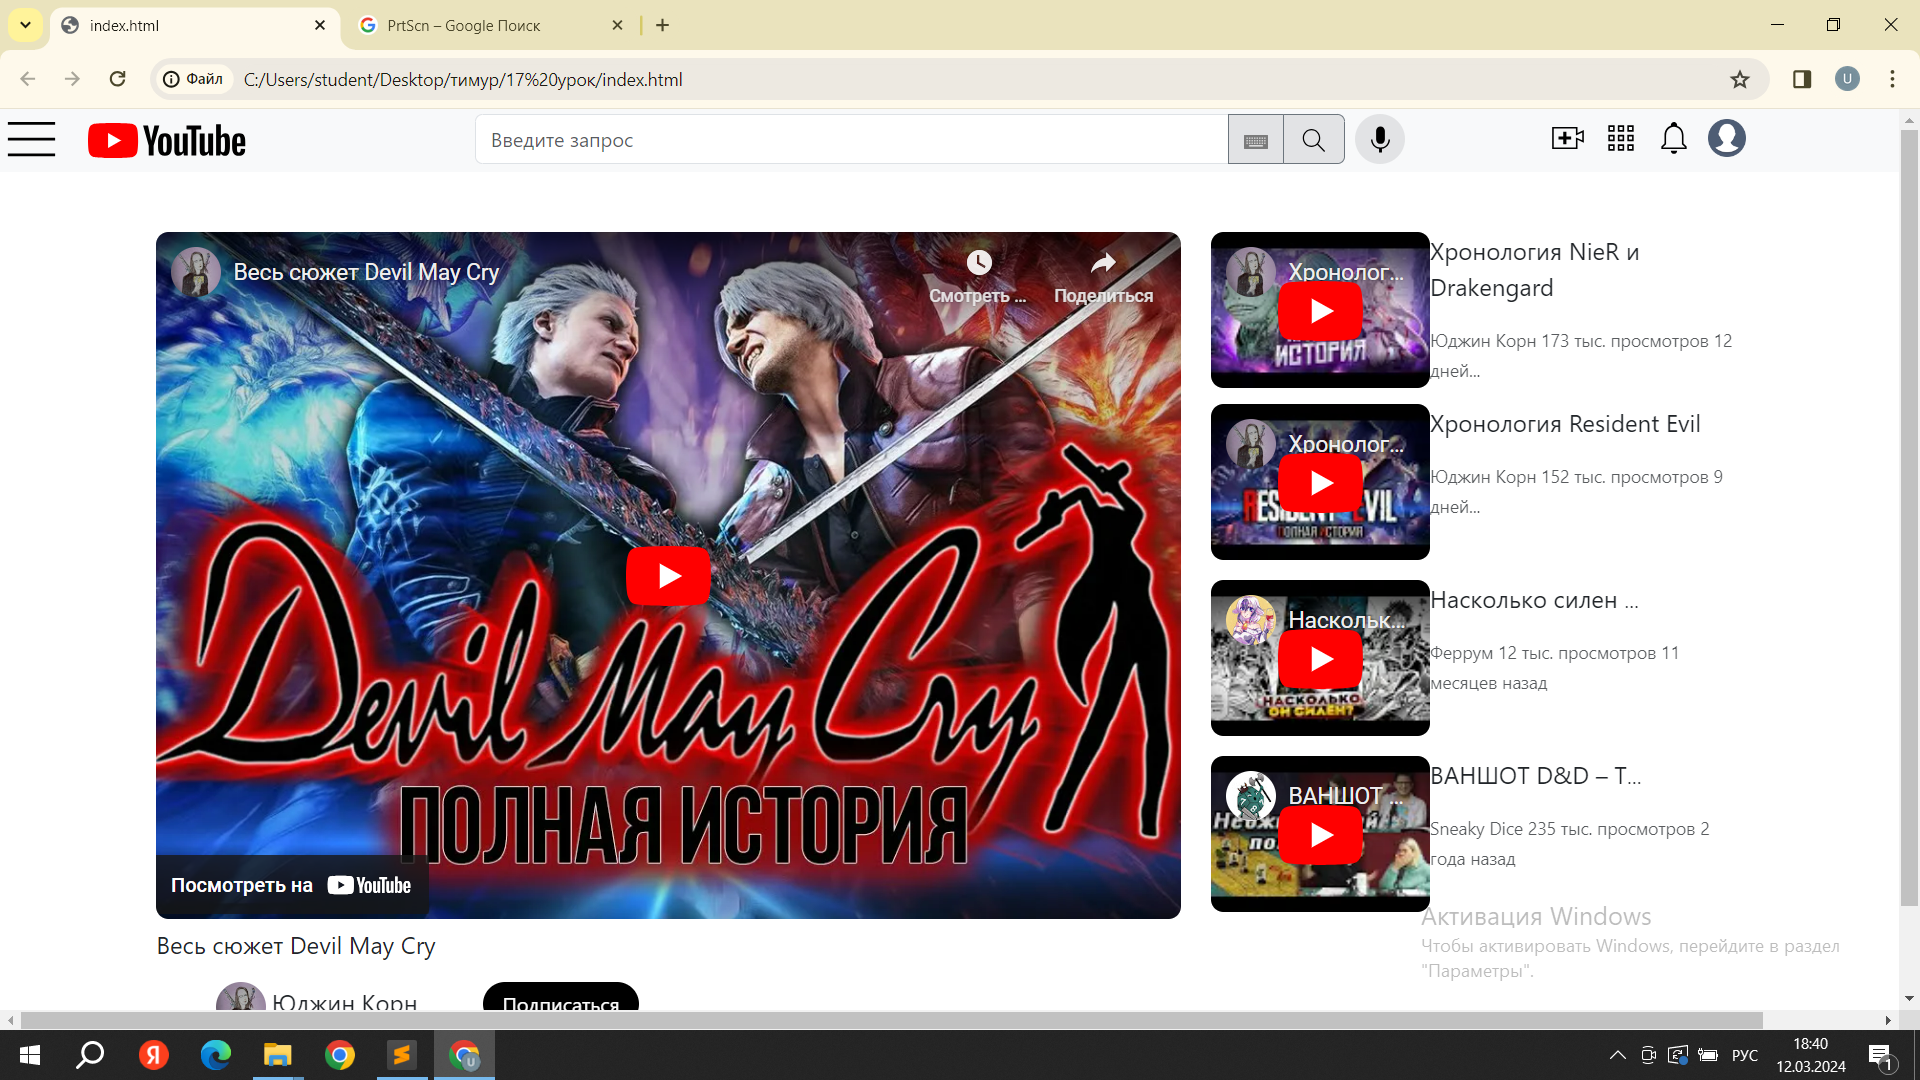 index.html
PrtScn – Google Поиск
Файл
C:/Users/student/Desktop/тимур/17%20урок/index.html
YouTube
Введите запрос
U
Весь сюжет Devil May Cry
Смотреть ...
Поделиться
Devil May Cry
ПОЛНАЯ ИСТОРИЯ
Посмотреть на YouTube
Хронолог...
ИСТОРИЯ
Хронология NieR и
Drakengard
Юджин Корн 173 тыс. просмотров 12
дней...
Хронолог...
RESIDENT EVIL
ПОЛНАЯ ИСТОРИЯ
Хронология Resident Evil
Юджин Корн 152 тыс. просмотров 9
дней...
Наскольк...
НАСКОЛЬКО
ОН СИЛЁН?
Насколько силен ...
Феррум 12 тыс. просмотров 11
месяцев назад
ВАНШОТ ...
ВАНШОТ D&D – Т...
Sneaky Dice 235 тыс. просмотров 2
года назад
Активация Windows
Чтобы активировать Windows, перейдите в раздел
"Параметры".
Весь сюжет Devil May Cry
Юджин Корн
Подписаться
Я
U
РУС
18:40
12.03.2024
1